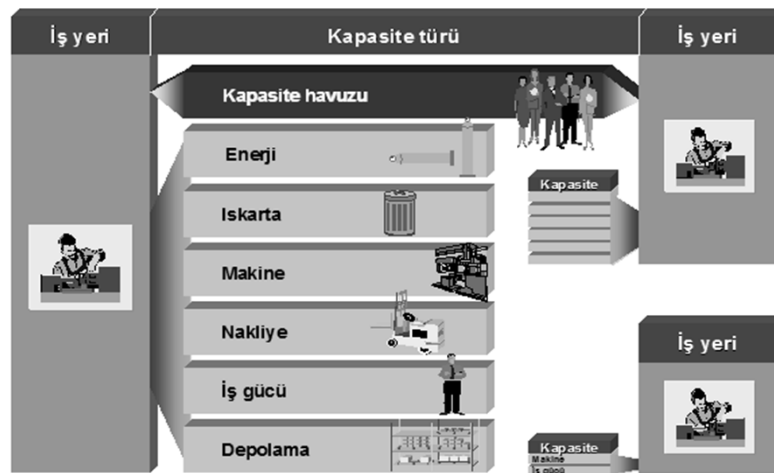 İş yeri
Kapasite türü
İş yeri
Kapasite havuzu
Enerji
Iskarta
Makine
Nakliye
İş gücü
Depolama
Kapasite
İş yeri
Kapasite
Makine
İş gücü